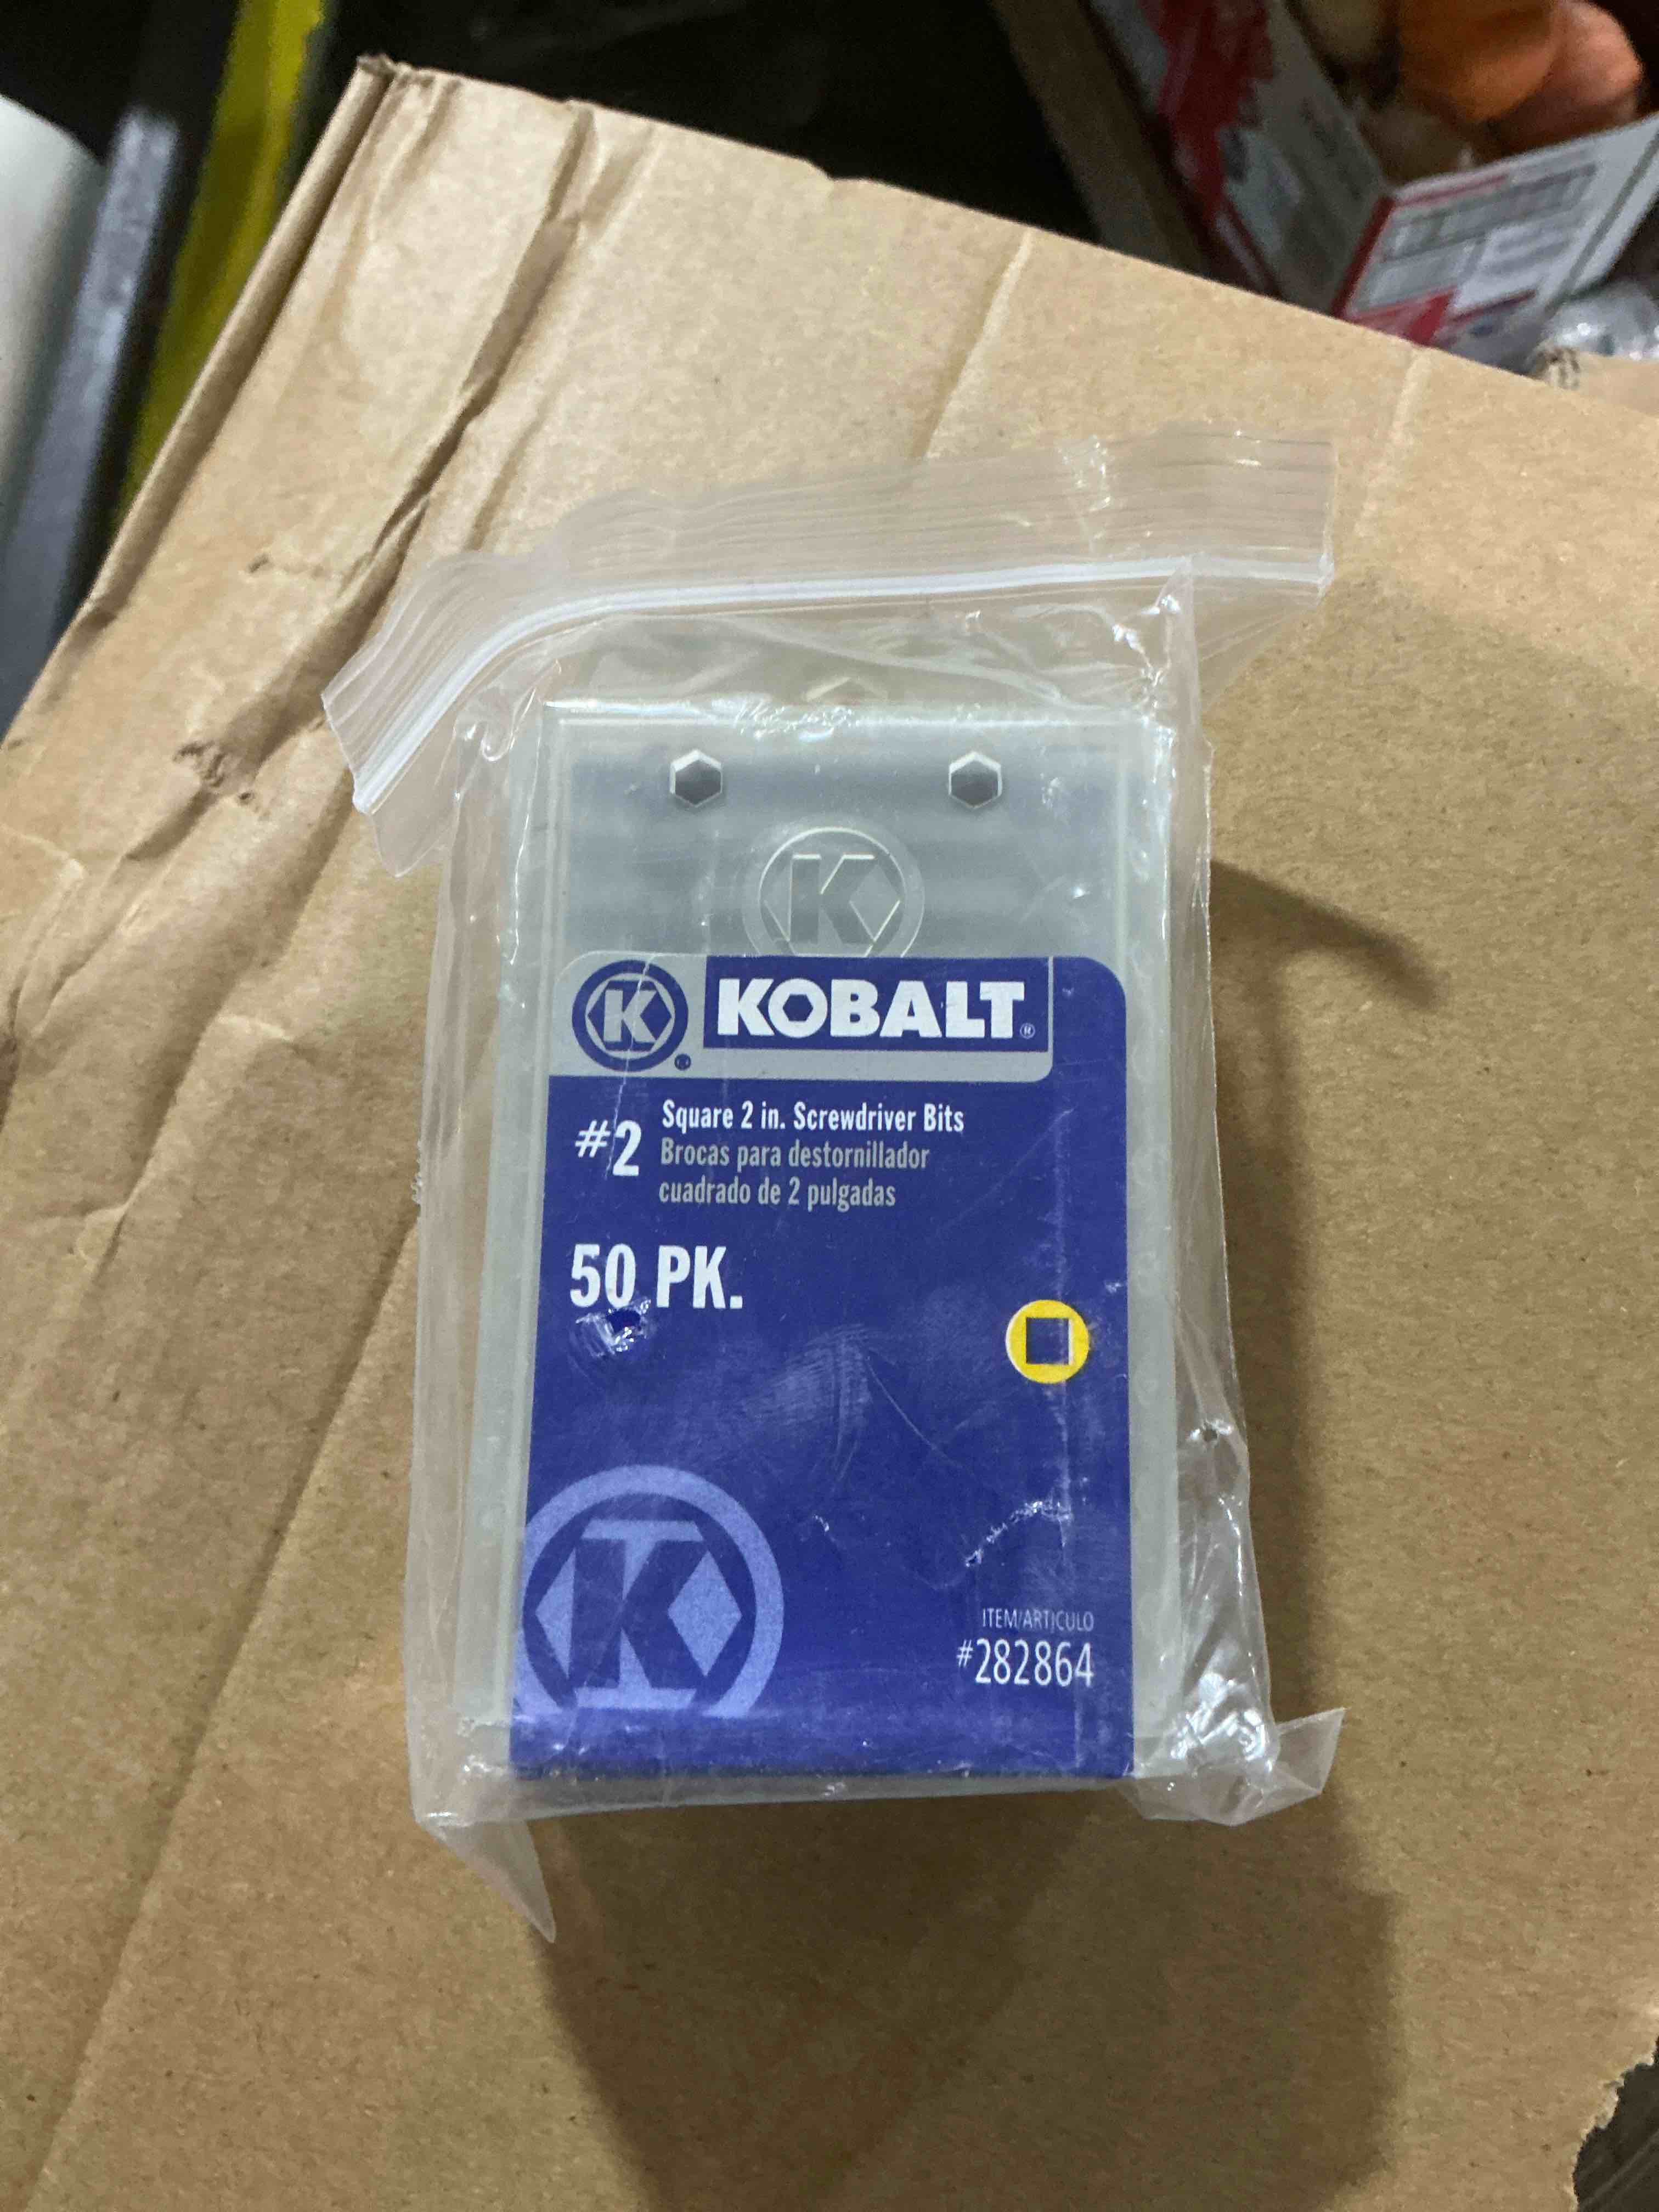 K
K
KOBALT®
#2
Square 2 in. Screwdriver Bits
Brocas para destornillador
cuadrado de 2 pulgadas
50 PK.
K
ITEM/ARTICULO
#282864